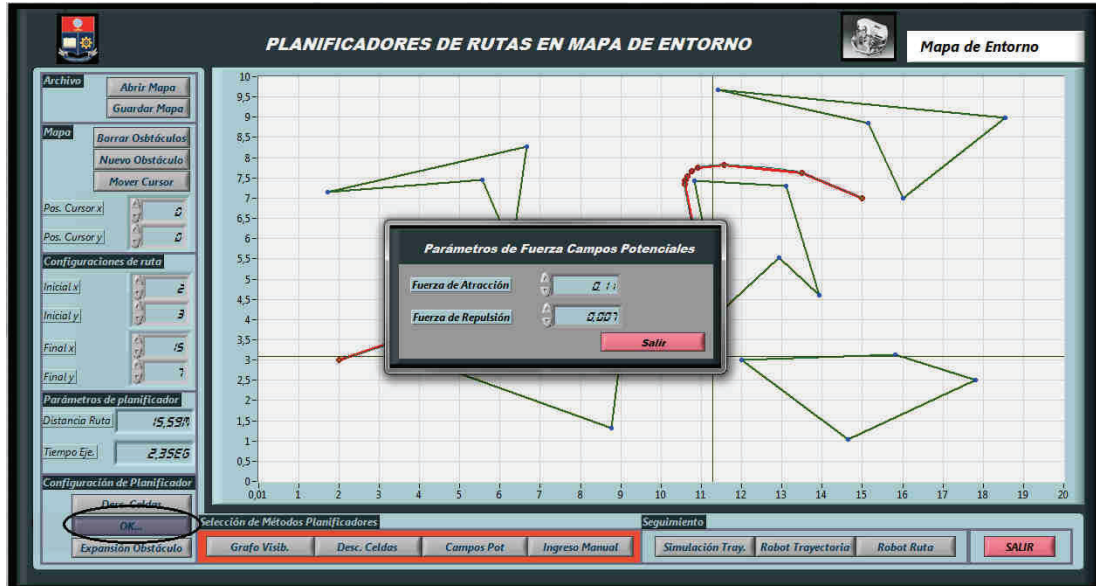 PLANIFICADORES DE RUTAS EN MAPA DE ENTORNO
Mapa de Entorno
Archivo
Abrir Mapa
Guardar Mapa
Mapa
Borrar Osbtáculos
Nuevo Obstáculo
Mover Cursor
Pos. Cursor x 0
Pos. Cursor y 0
Configuraciones de ruta
Inicial x 2
Inicial y 3
Final x 15
Final y 7
Parámetros de planificador
Distancia Ruta 15,59M
Tiempo Eje. 2,35EG
Configuración de Planificador
Desc. Celdas
OK...
Expansión Obstáculo
10
9,5
9
8,5
8
7,5
7
6,5
6
5,5
5
4,5
4
3,5
3
2,5
2
1,5
1
0,5
0
0,01 1 2 3 4 5 6 7 8 9 10 11 12 13 14 15 16 17 18 19 20
Parámetros de Fuerza Campos Potenciales
Fuerza de Atracción 0,11
Fuerza de Repulsión 0,007
Salir
Selección de Métodos Planificadores
Grafo Visib. Desc. Celdas Campos Pot Ingreso Manual
Seguimiento
Simulación Tray. Robot Trayectoria Robot Ruta
SALIR